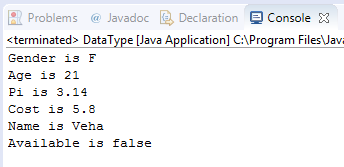 Problems Javadoc Declaration Console
<terminated> DataType [Java Application] C:\Program Files\Java
Gender is F
Age is 21
Pi is 3.14
Cost is 5.8
Name is Veha
Available is false